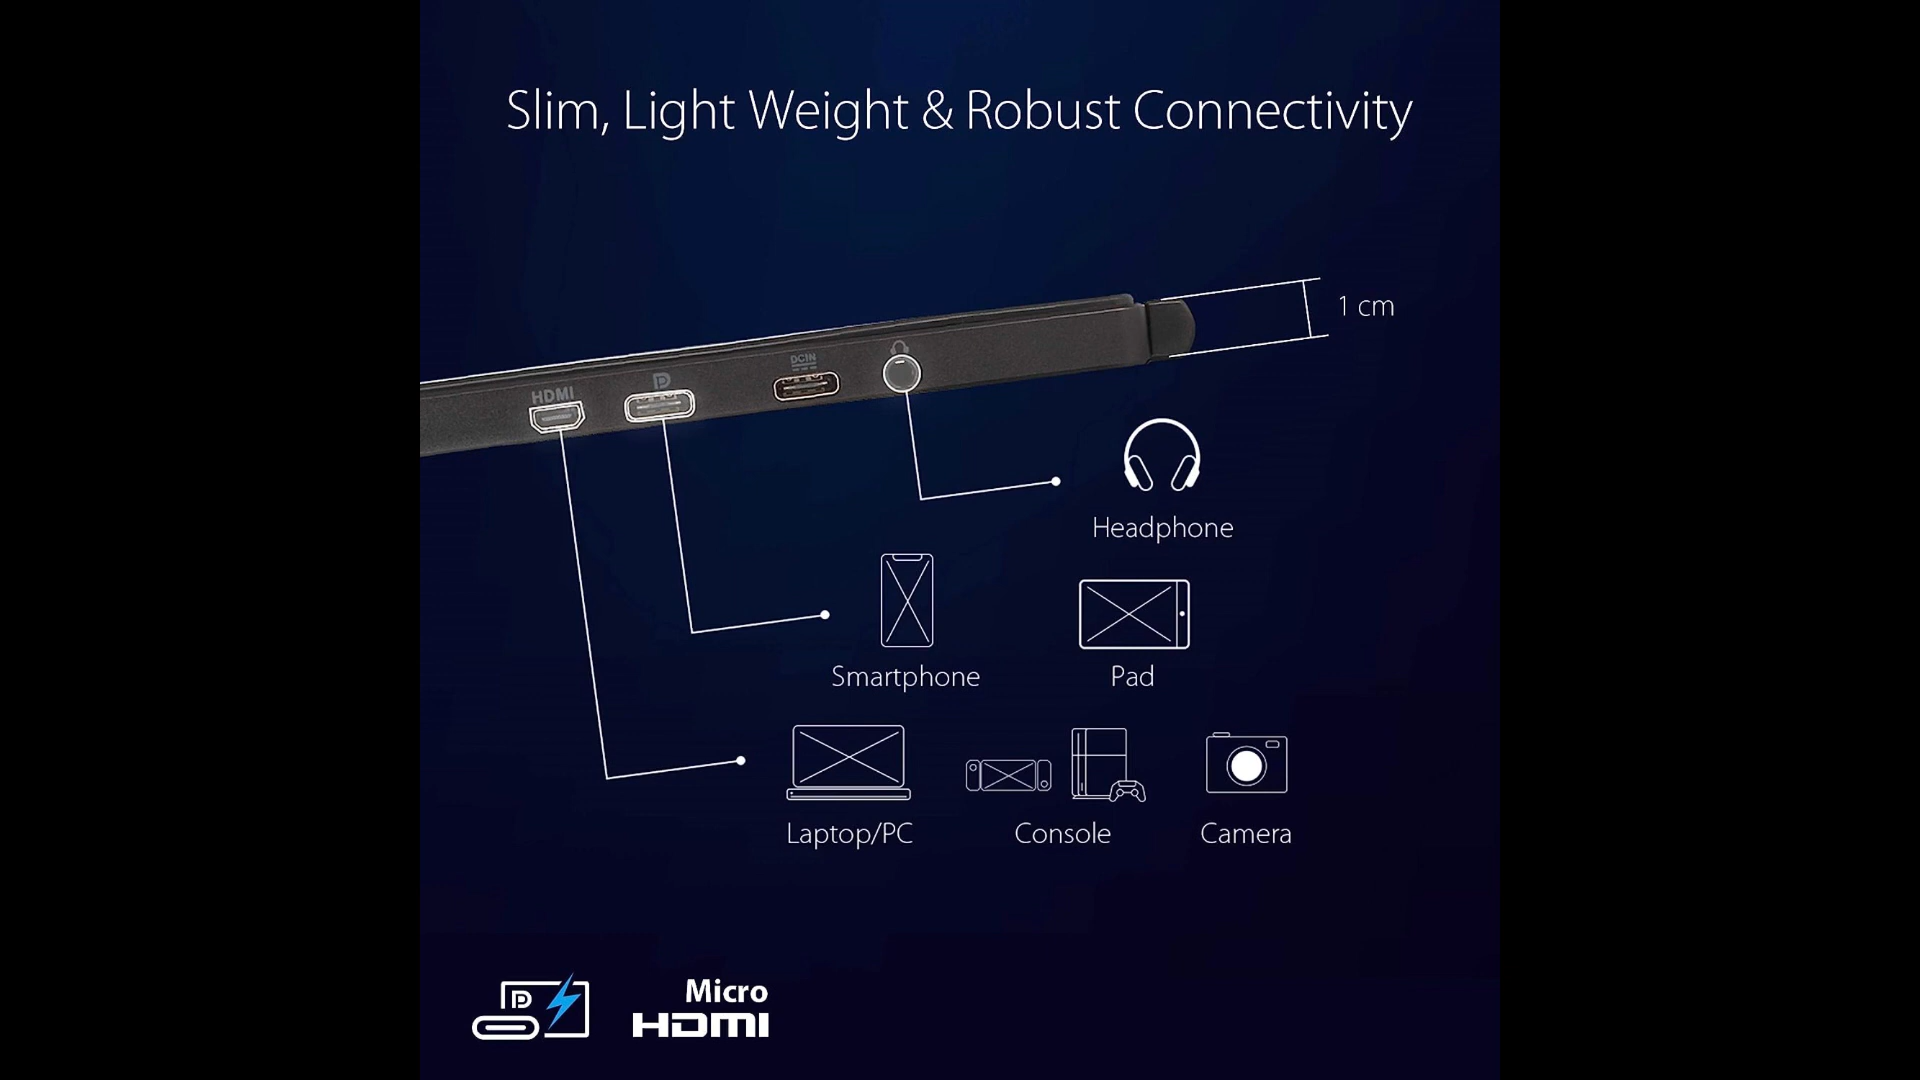 Slim, Light Weight & Robust Connectivity
1 cm
DCIN
HDMI
Headphone
Smartphone
Pad
Laptop/PC
Console
Camera
Micro
HDMI